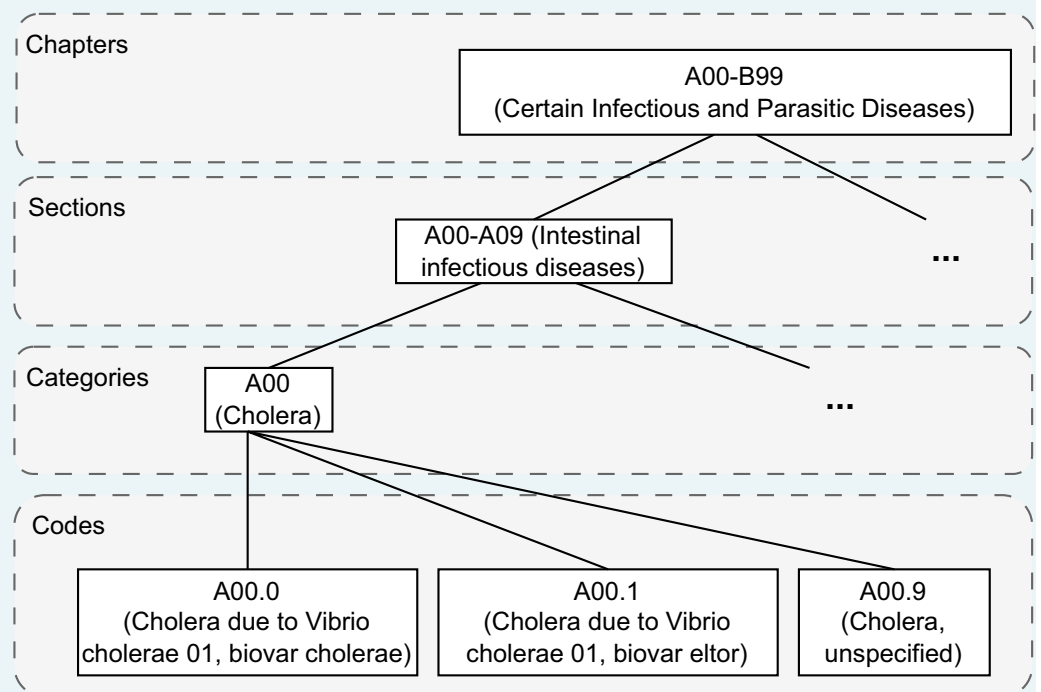 Chapters
A00-B99
(Certain Infectious and Parasitic Diseases)
Sections
A00-A09 (Intestinal
infectious diseases)
...
Categories
A00
(Cholera)
...
Codes
A00.0
(Cholera due to Vibrio
cholerae 01, biovar cholerae)
A00.1
(Cholera due to Vibrio
cholerae 01, biovar eltor)
A00.9
(Cholera,
unspecified)